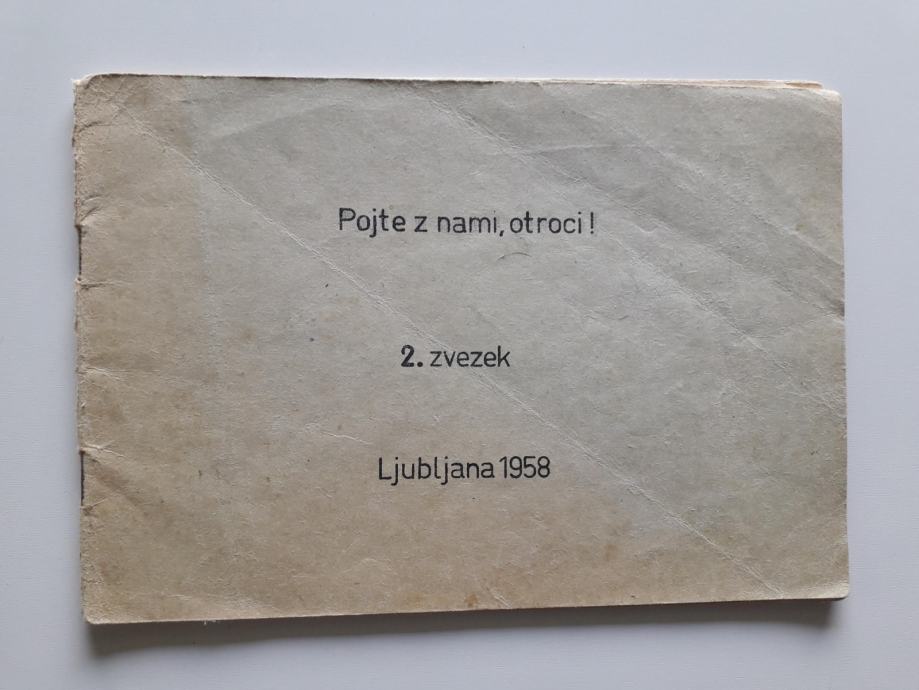 Pojte z nami, otroci!
2. zvezek
Ljubljana 1958